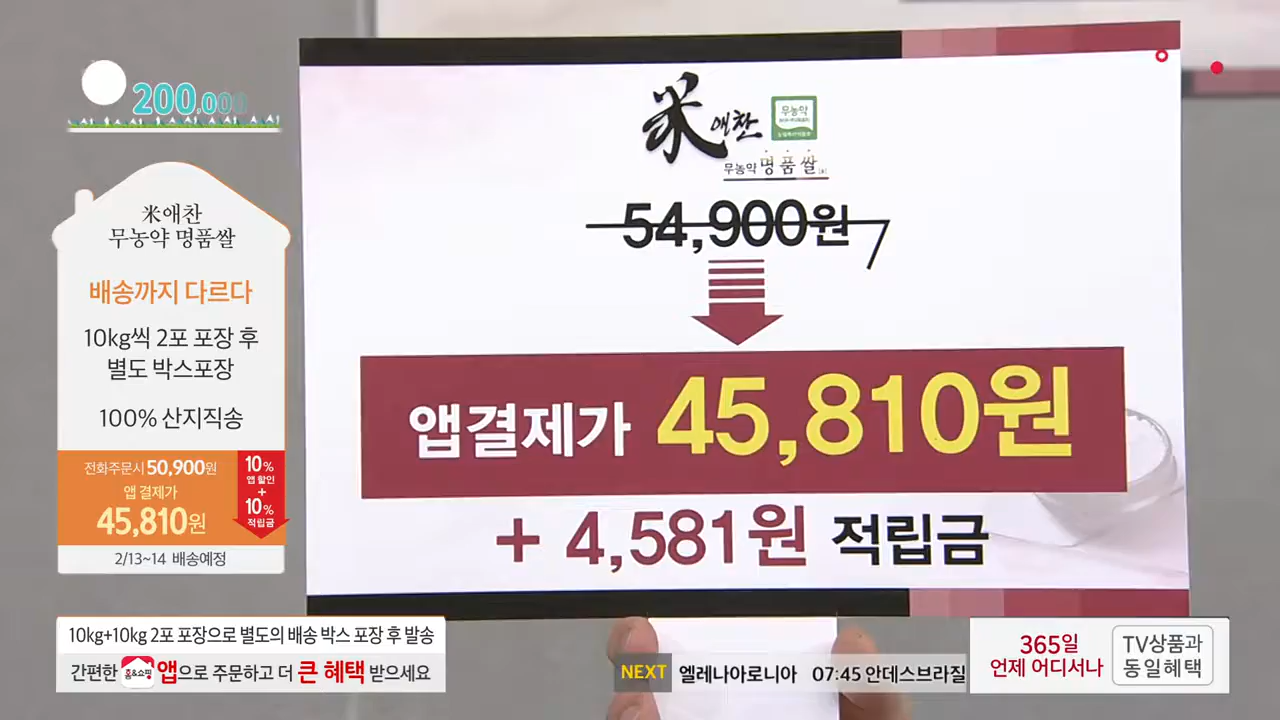 200,000
米애찬
무농약 명품쌀
배송까지 다르다
10kg씩 2포 포장 후
별도 박스포장
100% 산지직송
전화주문시 50,900원
앱 결제가
45,810원
10%
앱 할인
+
10%
적립금
2/13~14 배송예정
米애찬
무농약
무농약 명품쌀
54,900원
앱결제가 45,810원
+ 4,581원 적립금
10kg+10kg 2포 포장으로 별도의 배송 박스 포장 후 발송
간편한 홈&쇼핑 앱으로 주문하고 더 큰 혜택 받으세요
NEXT 엘레나아로니아 07:45 안데스브라질
365일
언제 어디서나
TV상품과
동일혜택